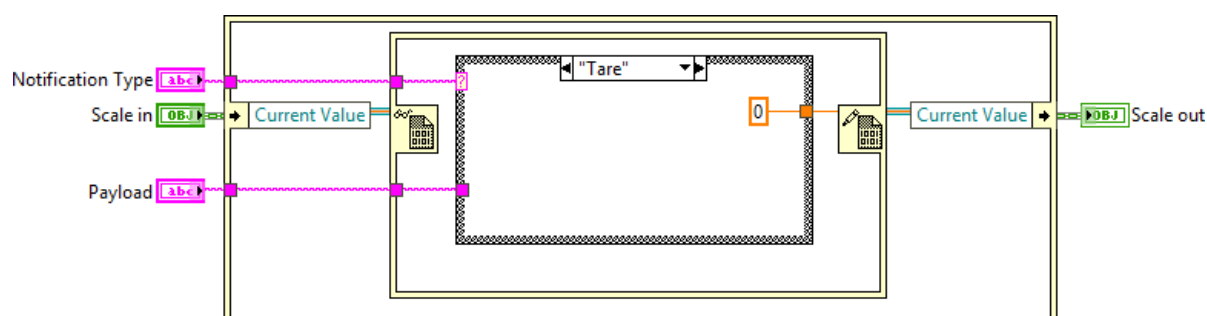 "Tare"
Notification Type abc
Scale in OBJ Current Value 0 Current Value OBJ Scale out
Payload abc